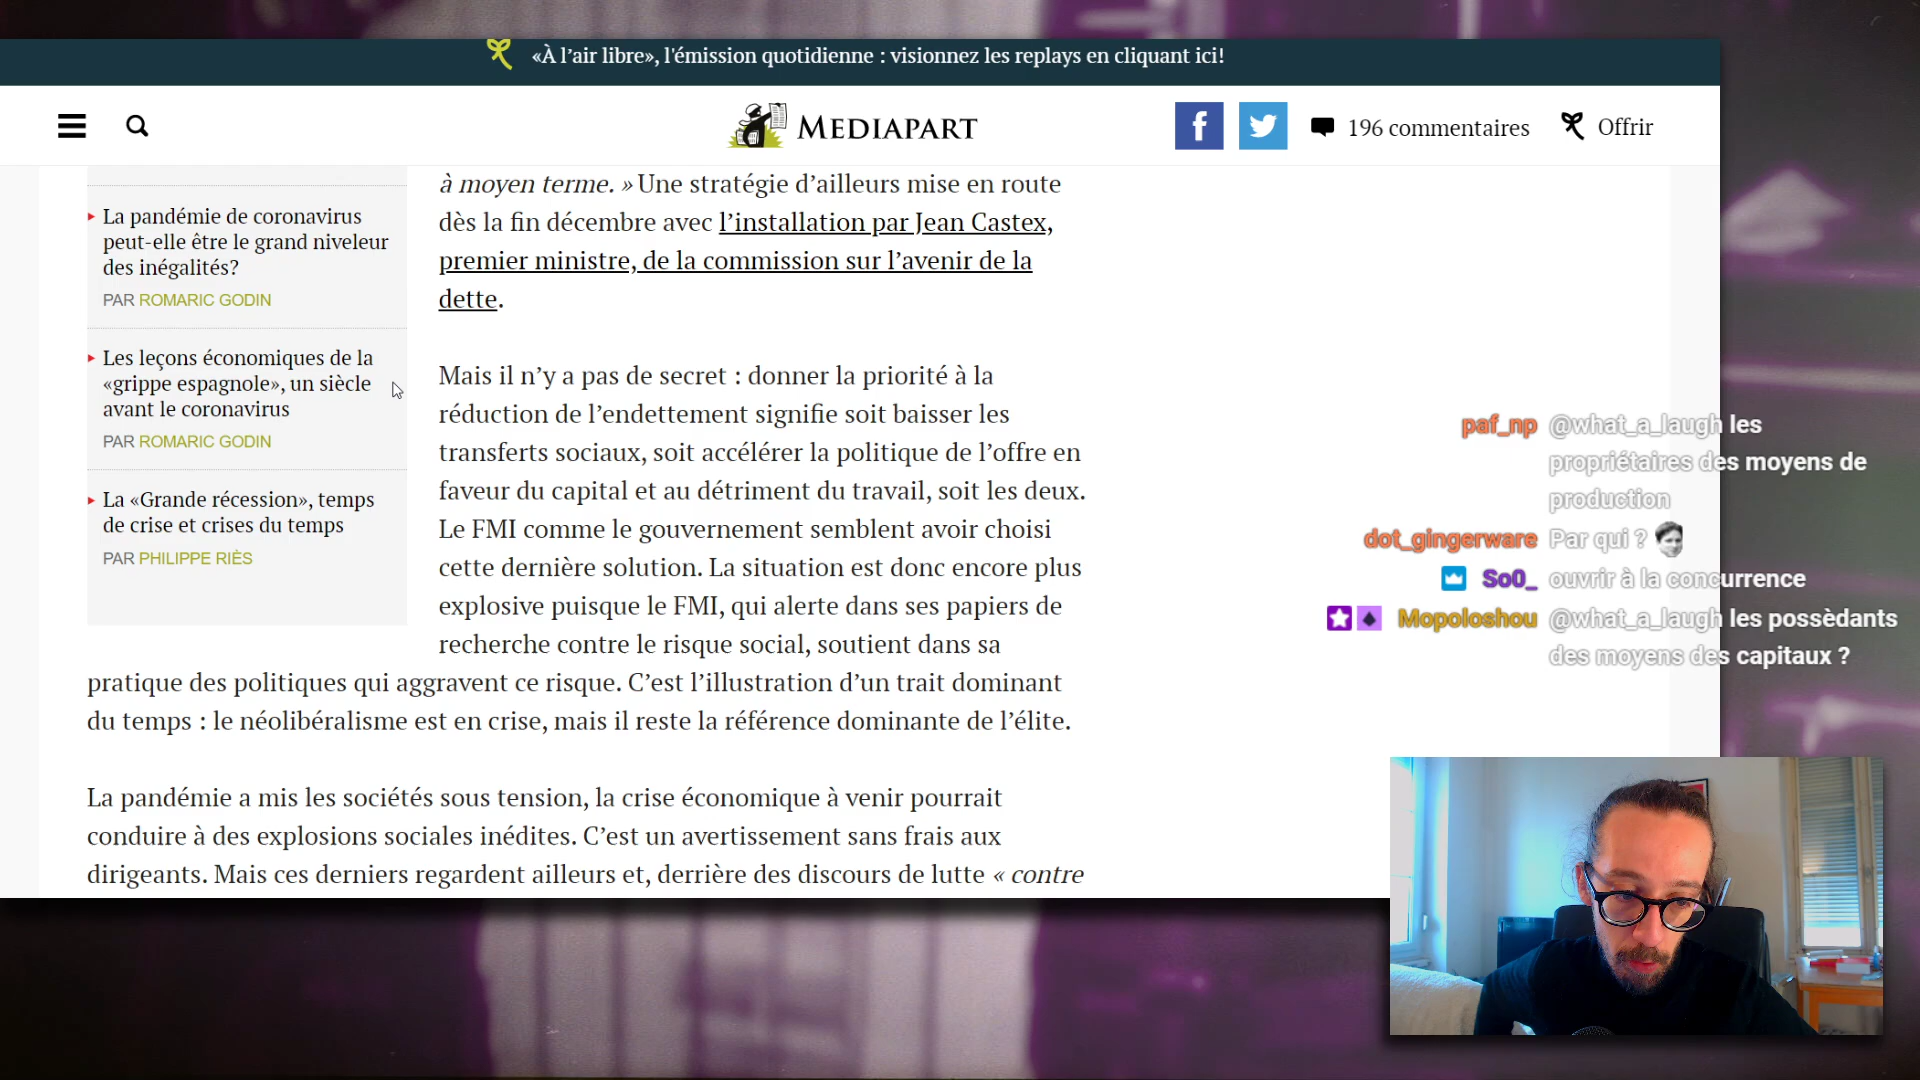 «À l’air libre», l'émission quotidienne : visionnez les replays en cliquant ici!
MEDIAPART
196 commentaires
Offrir
La pandémie de coronavirus
peut-elle être le grand niveleur
des inégalités?
PAR ROMARIC GODIN
Les leçons économiques de la
«grippe espagnole», un siècle
avant le coronavirus
PAR ROMARIC GODIN
La «Grande récession», temps
de crise et crises du temps
PAR PHILIPPE RIÈS
à moyen terme. » Une stratégie d’ailleurs mise en route
dès la fin décembre avec l’installation par Jean Castex,
premier ministre, de la commission sur l’avenir de la
dette.
Mais il n’y a pas de secret : donner la priorité à la
réduction de l’endettement signifie soit baisser les
transferts sociaux, soit accélérer la politique de l’offre en
faveur du capital et au détriment du travail, soit les deux.
Le FMI comme le gouvernement semblent avoir choisi
cette dernière solution. La situation est donc encore plus
explosive puisque le FMI, qui alerte dans ses papiers de
recherche contre le risque social, soutient dans sa
pratique des politiques qui aggravent ce risque. C’est l’illustration d’un trait dominant
du temps : le néolibéralisme est en crise, mais il reste la référence dominante de l’élite.
La pandémie a mis les sociétés sous tension, la crise économique à venir pourrait
conduire à des explosions sociales inédites. C’est un avertissement sans frais aux
dirigeants. Mais ces derniers regardent ailleurs et, derrière des discours de lutte « contre
paf_np @what_a_laugh les
propriétaires des moyens de
production
dot_gingerware Par qui ?
So0_ ouvrir à la concurrence
Mopoloshou @what_a_laugh les possèdants
des moyens des capitaux ?